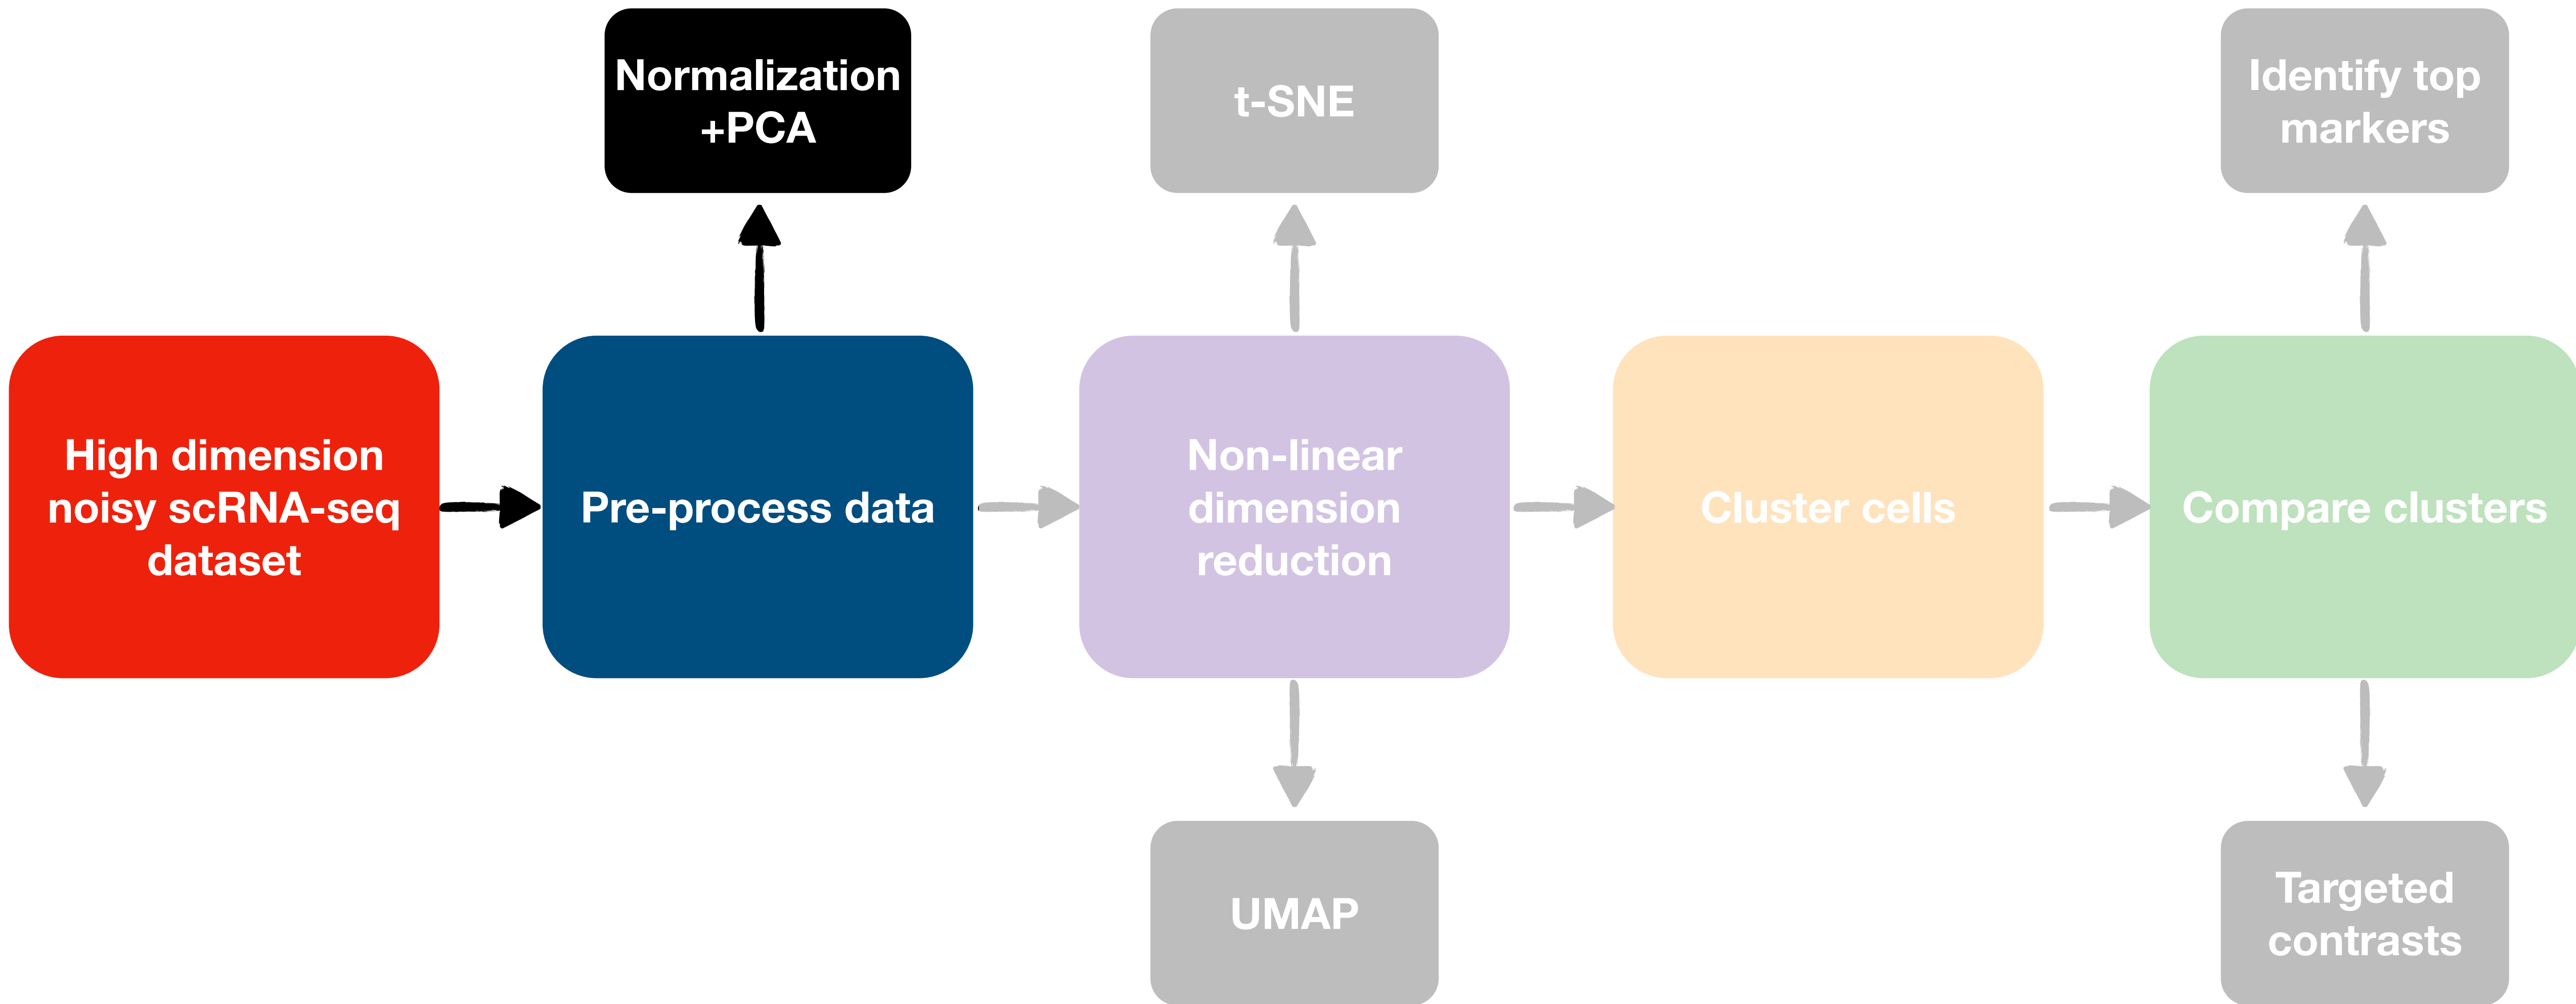 Normalization
+PCA
t-SNE
Identify top
markers
High dimension
noisy scRNA-seq
dataset
Pre-process data
Non-linear
dimension
reduction
Cluster cells
Compare clusters
UMAP
Targeted
contrasts